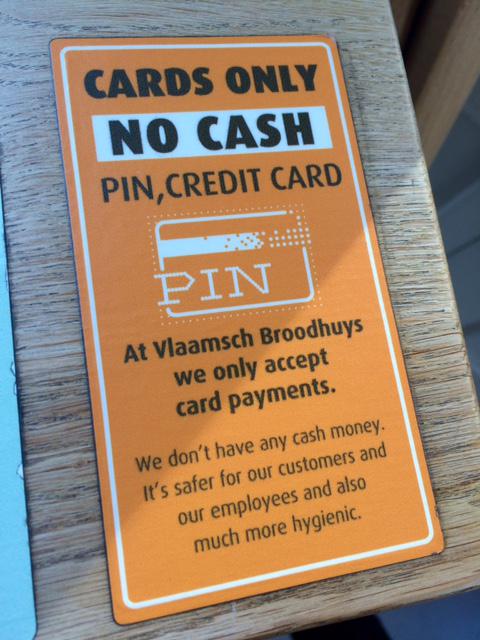 CARDS ONLY
NO CASH
PIN,CREDIT CARD
PIN
At Vlaamsch Broodhuys
we only accept
card payments.
We don't have any cash money.
It's safer for our customers and
our employees and also
much more hygienic.